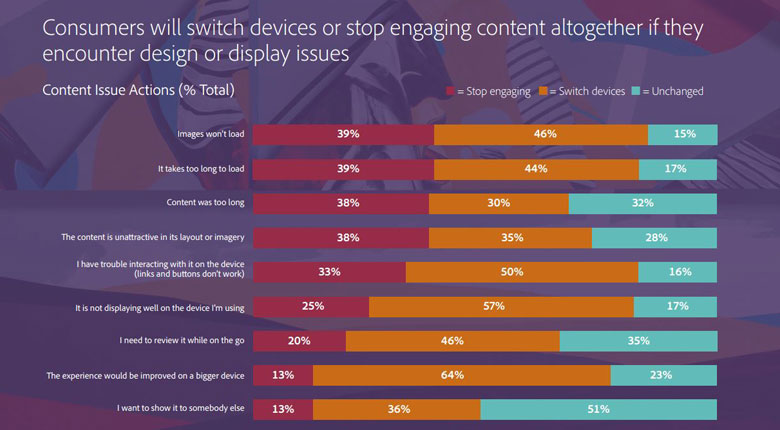 Consumers will switch devices or stop engaging content altogether if they
encounter design or display issues
Content Issue Actions (% Total)
= Stop engaging = Switch devices = Unchanged
Images won't load 39% 46% 15%
It takes too long to load 39% 44% 17%
Content was too long 38% 30% 32%
The content is unattractive in its layout or imagery 38% 35% 28%
I have trouble interacting with it on the device
(links and buttons don't work) 33% 50% 16%
It is not displaying well on the device I'm using 25% 57% 17%
I need to review it while on the go 20% 46% 35%
The experience would be improved on a bigger device 13% 64% 23%
I want to show it to somebody else 13% 36% 51%